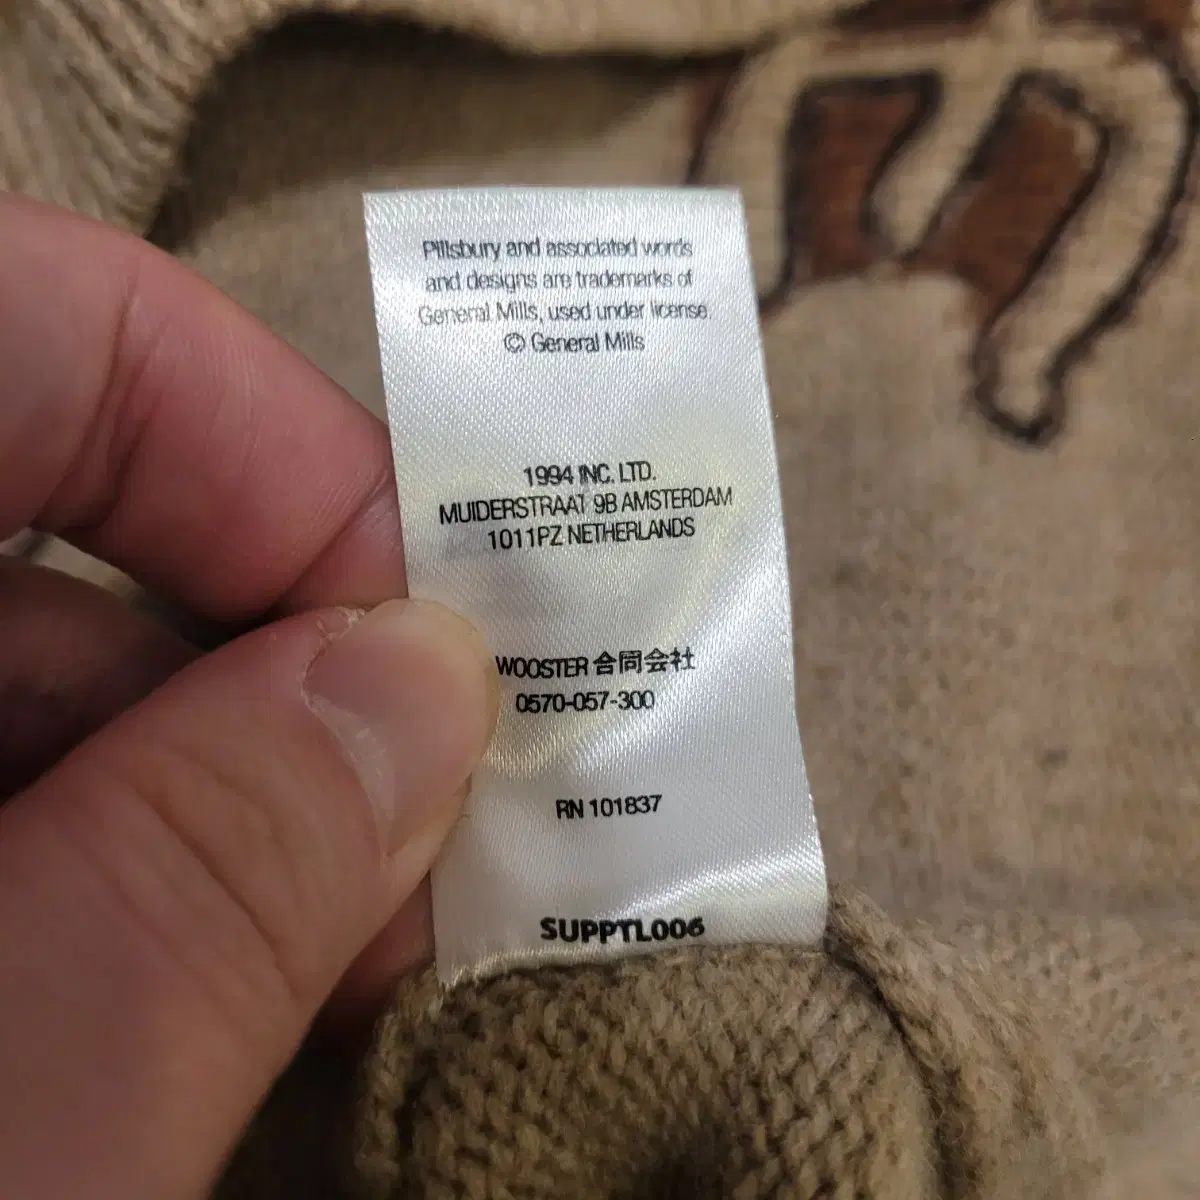 Pillsbury and associated words
and designs are trademarks of
General Mills, used under license.
© General Mills
1994 INC. LTD.
MUIDERSTRAAT 9B AMSTERDAM
1011PZ NETHERLANDS
WOOSTER 合同会社
0570-057-300
RN 101837
SUPPTL006